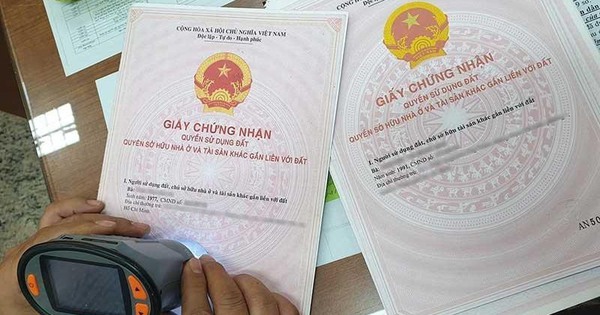 CỘNG HÒA XÃ HỘI CHỦ NGHĨA VIỆT NAM
Độc lập - Tự do - Hạnh phúc
GIẤY CHỨNG NHẬN
QUYỀN SỬ DỤNG ĐẤT
QUYỀN SỞ HỮU NHÀ Ở VÀ TÀI SẢN KHÁC GẮN LIỀN VỚI ĐẤT
I. Người sử dụng đất, chủ sở hữu nhà ở và tài sản khác gắn liền với đất
Bà:
Sinh năm: 1977, CMND số:
Địa chỉ thường trú:
Hồ Chí Minh.
GIẤY CHỨNG NHẬN
QUYỀN SỬ DỤNG ĐẤT
QUYỀN SỞ HỮU NHÀ Ở VÀ TÀI SẢN KHÁC GẮN LIỀN VỚI ĐẤT
I. Người sử dụng đất, chủ sở hữu nhà ở và tài sản khác gắn liền với đất
Năm sinh: 1991, CMND số:
Địa chỉ thường trú:
AN 50